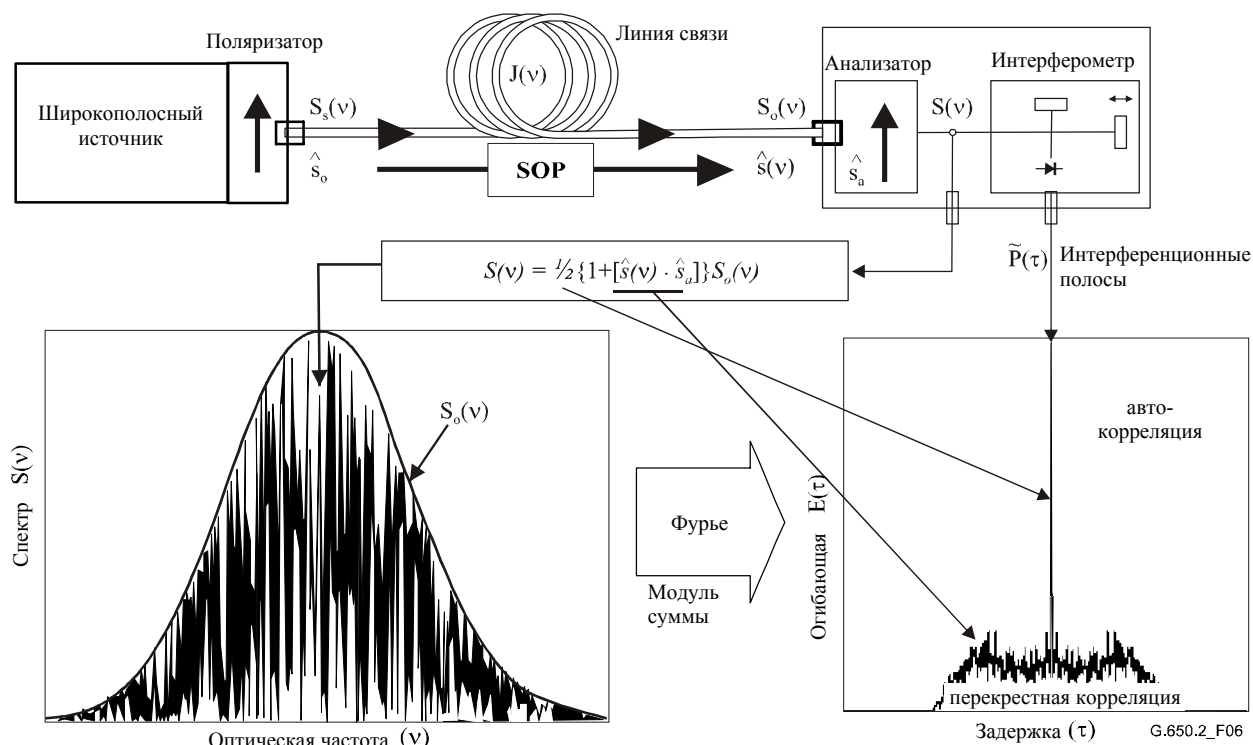 Поляризатор
Линия связи
J(ν)
Анализатор
Интерферометр
Широкополосный
источник
Sₛ(ν)
Sₒ(ν)
S(ν)
ŝₒ
SOP
ŝ(ν)
ŝₐ
P̃(τ)
Интерференционные
полосы
S(ν) = ½{1+[ŝ(ν) · ŝₐ]}Sₒ(ν)
Sₒ(ν)
авто-
корреляция
Спектр S(ν)
Фурье
Модуль
суммы
Огибающая E(τ)
перекрестная корреляция
Оптическая частота (ν)
Задержка (τ)
G.650.2_F06